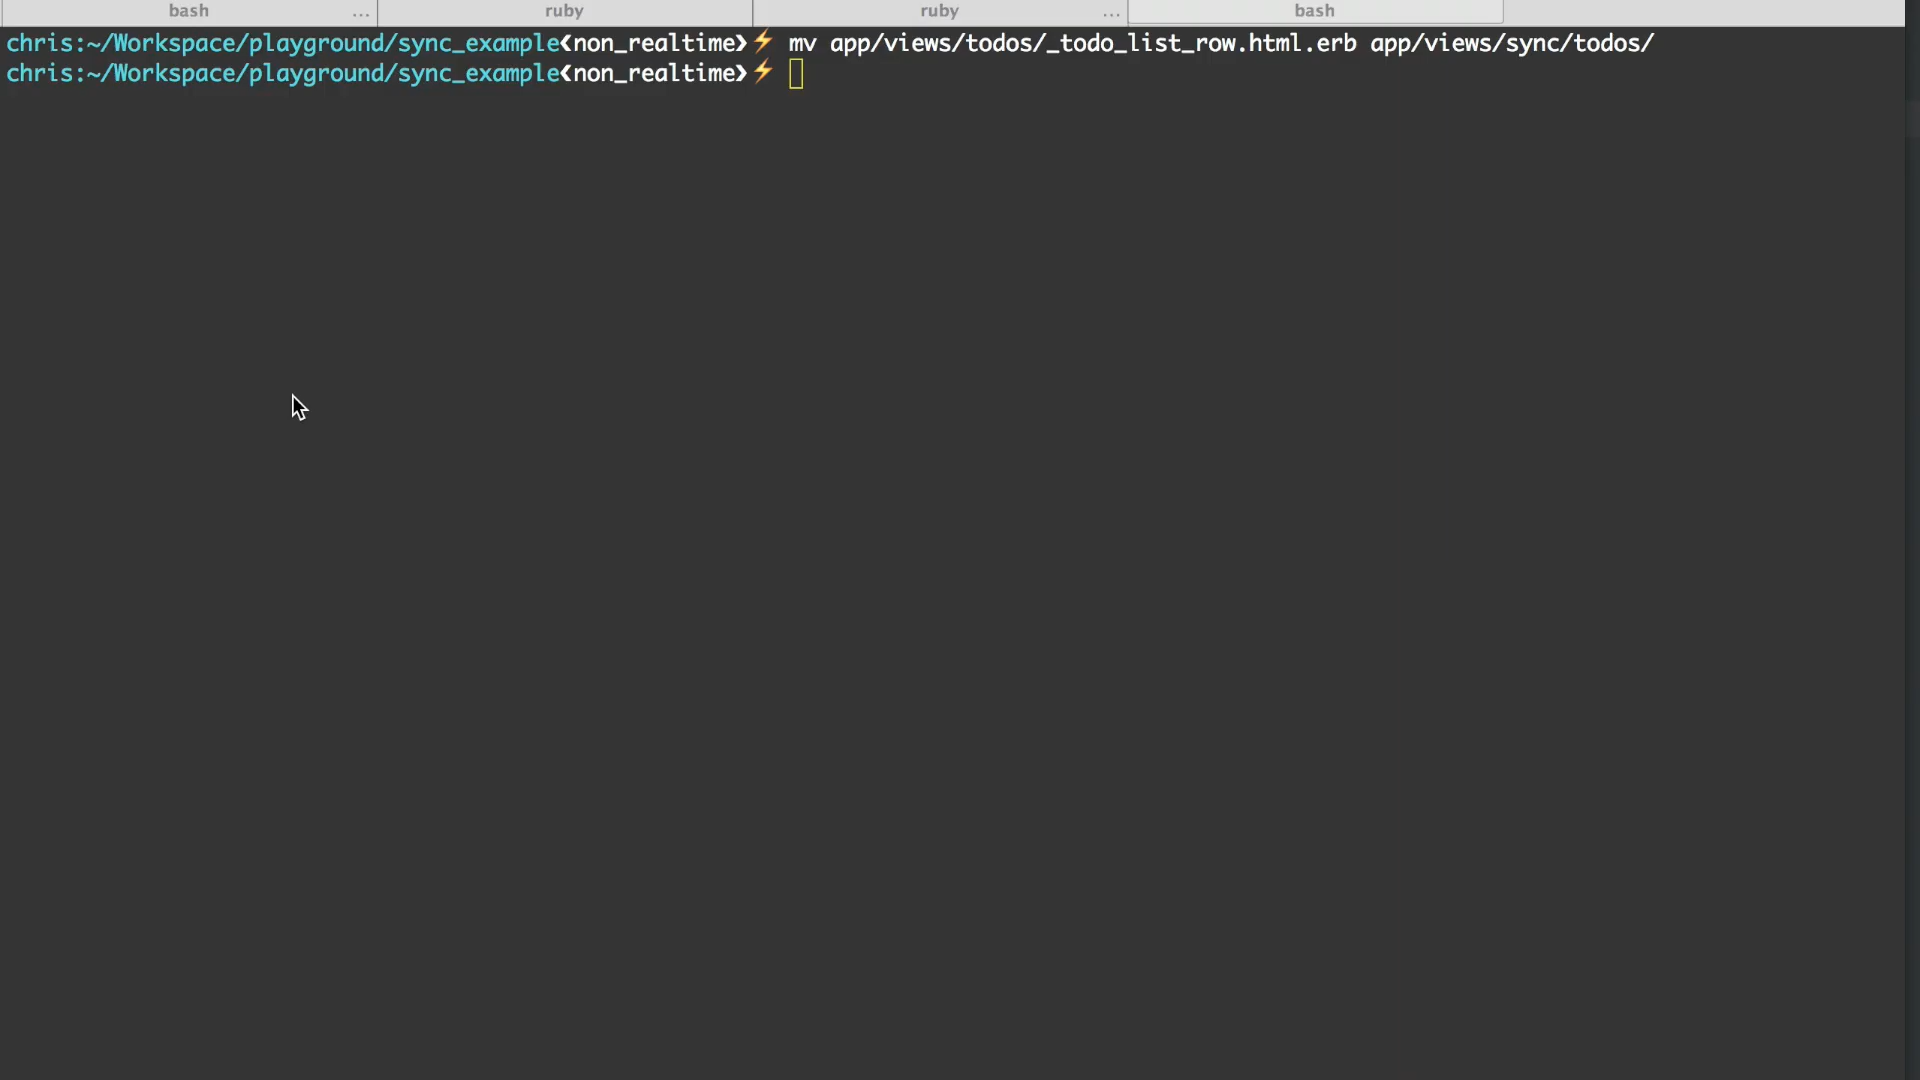 bash ... ruby ruby ... bash
chris:~/Workspace/playground/sync_example❮non_realtime❯⚡ mv app/views/todos/_todo_list_row.html.erb app/views/sync/todos/
chris:~/Workspace/playground/sync_example❮non_realtime❯⚡